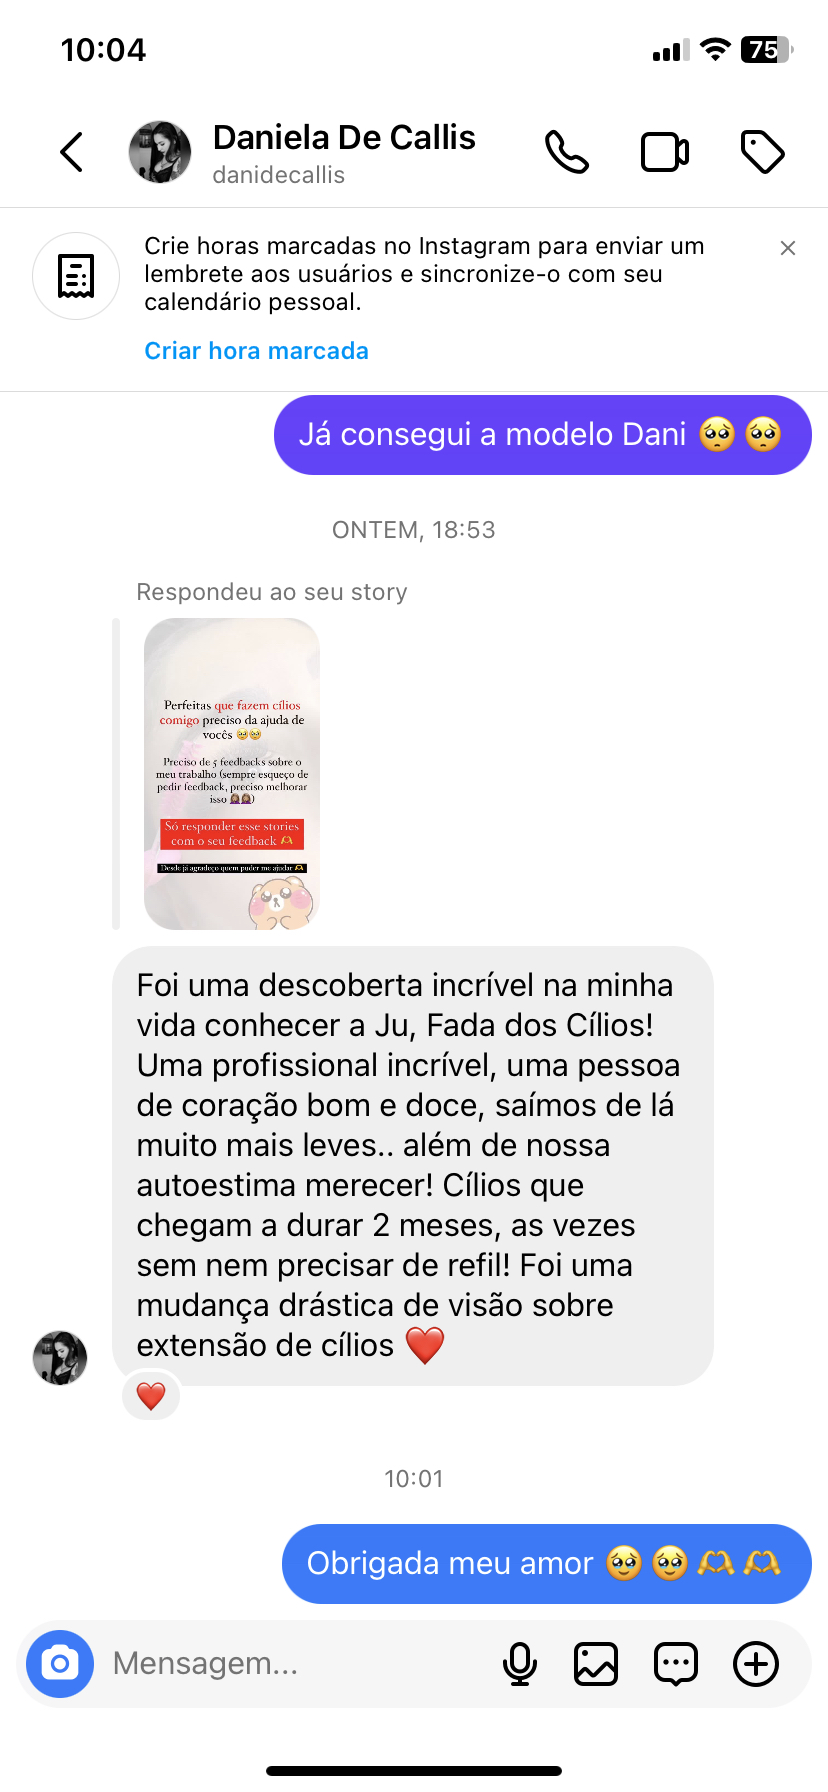 10:04
75
Daniela De Callis
danidecallis
Crie horas marcadas no Instagram para enviar um
lembrete aos usuários e sincronize-o com seu
calendário pessoal.
Criar hora marcada
Já consegui a modelo Dani 🥺🥺
ONTEM, 18:53
Respondeu ao seu story
Perfeitas que fazem cílios
comigo preciso da ajuda de
vocês 🥹🥹
Preciso de 5 feedbacks sobre o
meu trabalho (sempre esqueço de
pedir feedback, preciso melhorar
isso 🤦🏽‍♀️🤦🏽‍♀️)
Só responder esse stories
com o seu feedback 🫶
Desde já agradeço quem puder me ajudar 🫶
Foi uma descoberta incrível na minha
vida conhecer a Ju, Fada dos Cílios!
Uma profissional incrível, uma pessoa
de coração bom e doce, saímos de lá
muito mais leves.. além de nossa
autoestima merecer! Cílios que
chegam a durar 2 meses, as vezes
sem nem precisar de refil! Foi uma
mudança drástica de visão sobre
extensão de cílios ❤️
❤️
10:01
Obrigada meu amor 🥹🥹🫶🫶
Mensagem...